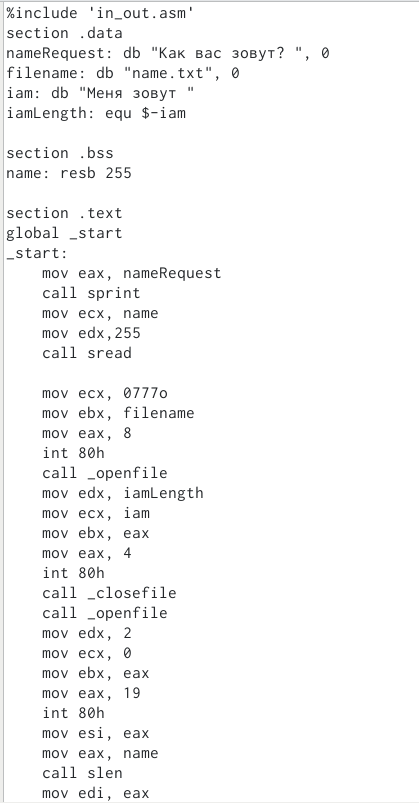 %include 'in_out.asm'
section .data
nameRequest: db "Как вас зовут? ", 0
filename: db "name.txt", 0
iam: db "Меня зовут "
iamLength: equ $-iam

section .bss
name: resb 255

section .text
global _start
_start:
    mov eax, nameRequest
    call sprint
    mov ecx, name
    mov edx,255
    call sread

    mov ecx, 0777o
    mov ebx, filename
    mov eax, 8
    int 80h
    call _openfile
    mov edx, iamLength
    mov ecx, iam
    mov ebx, eax
    mov eax, 4
    int 80h
    call _closefile
    call _openfile
    mov edx, 2
    mov ecx, 0
    mov ebx, eax
    mov eax, 19
    int 80h
    mov esi, eax
    mov eax, name
    call slen
    mov edi, eax